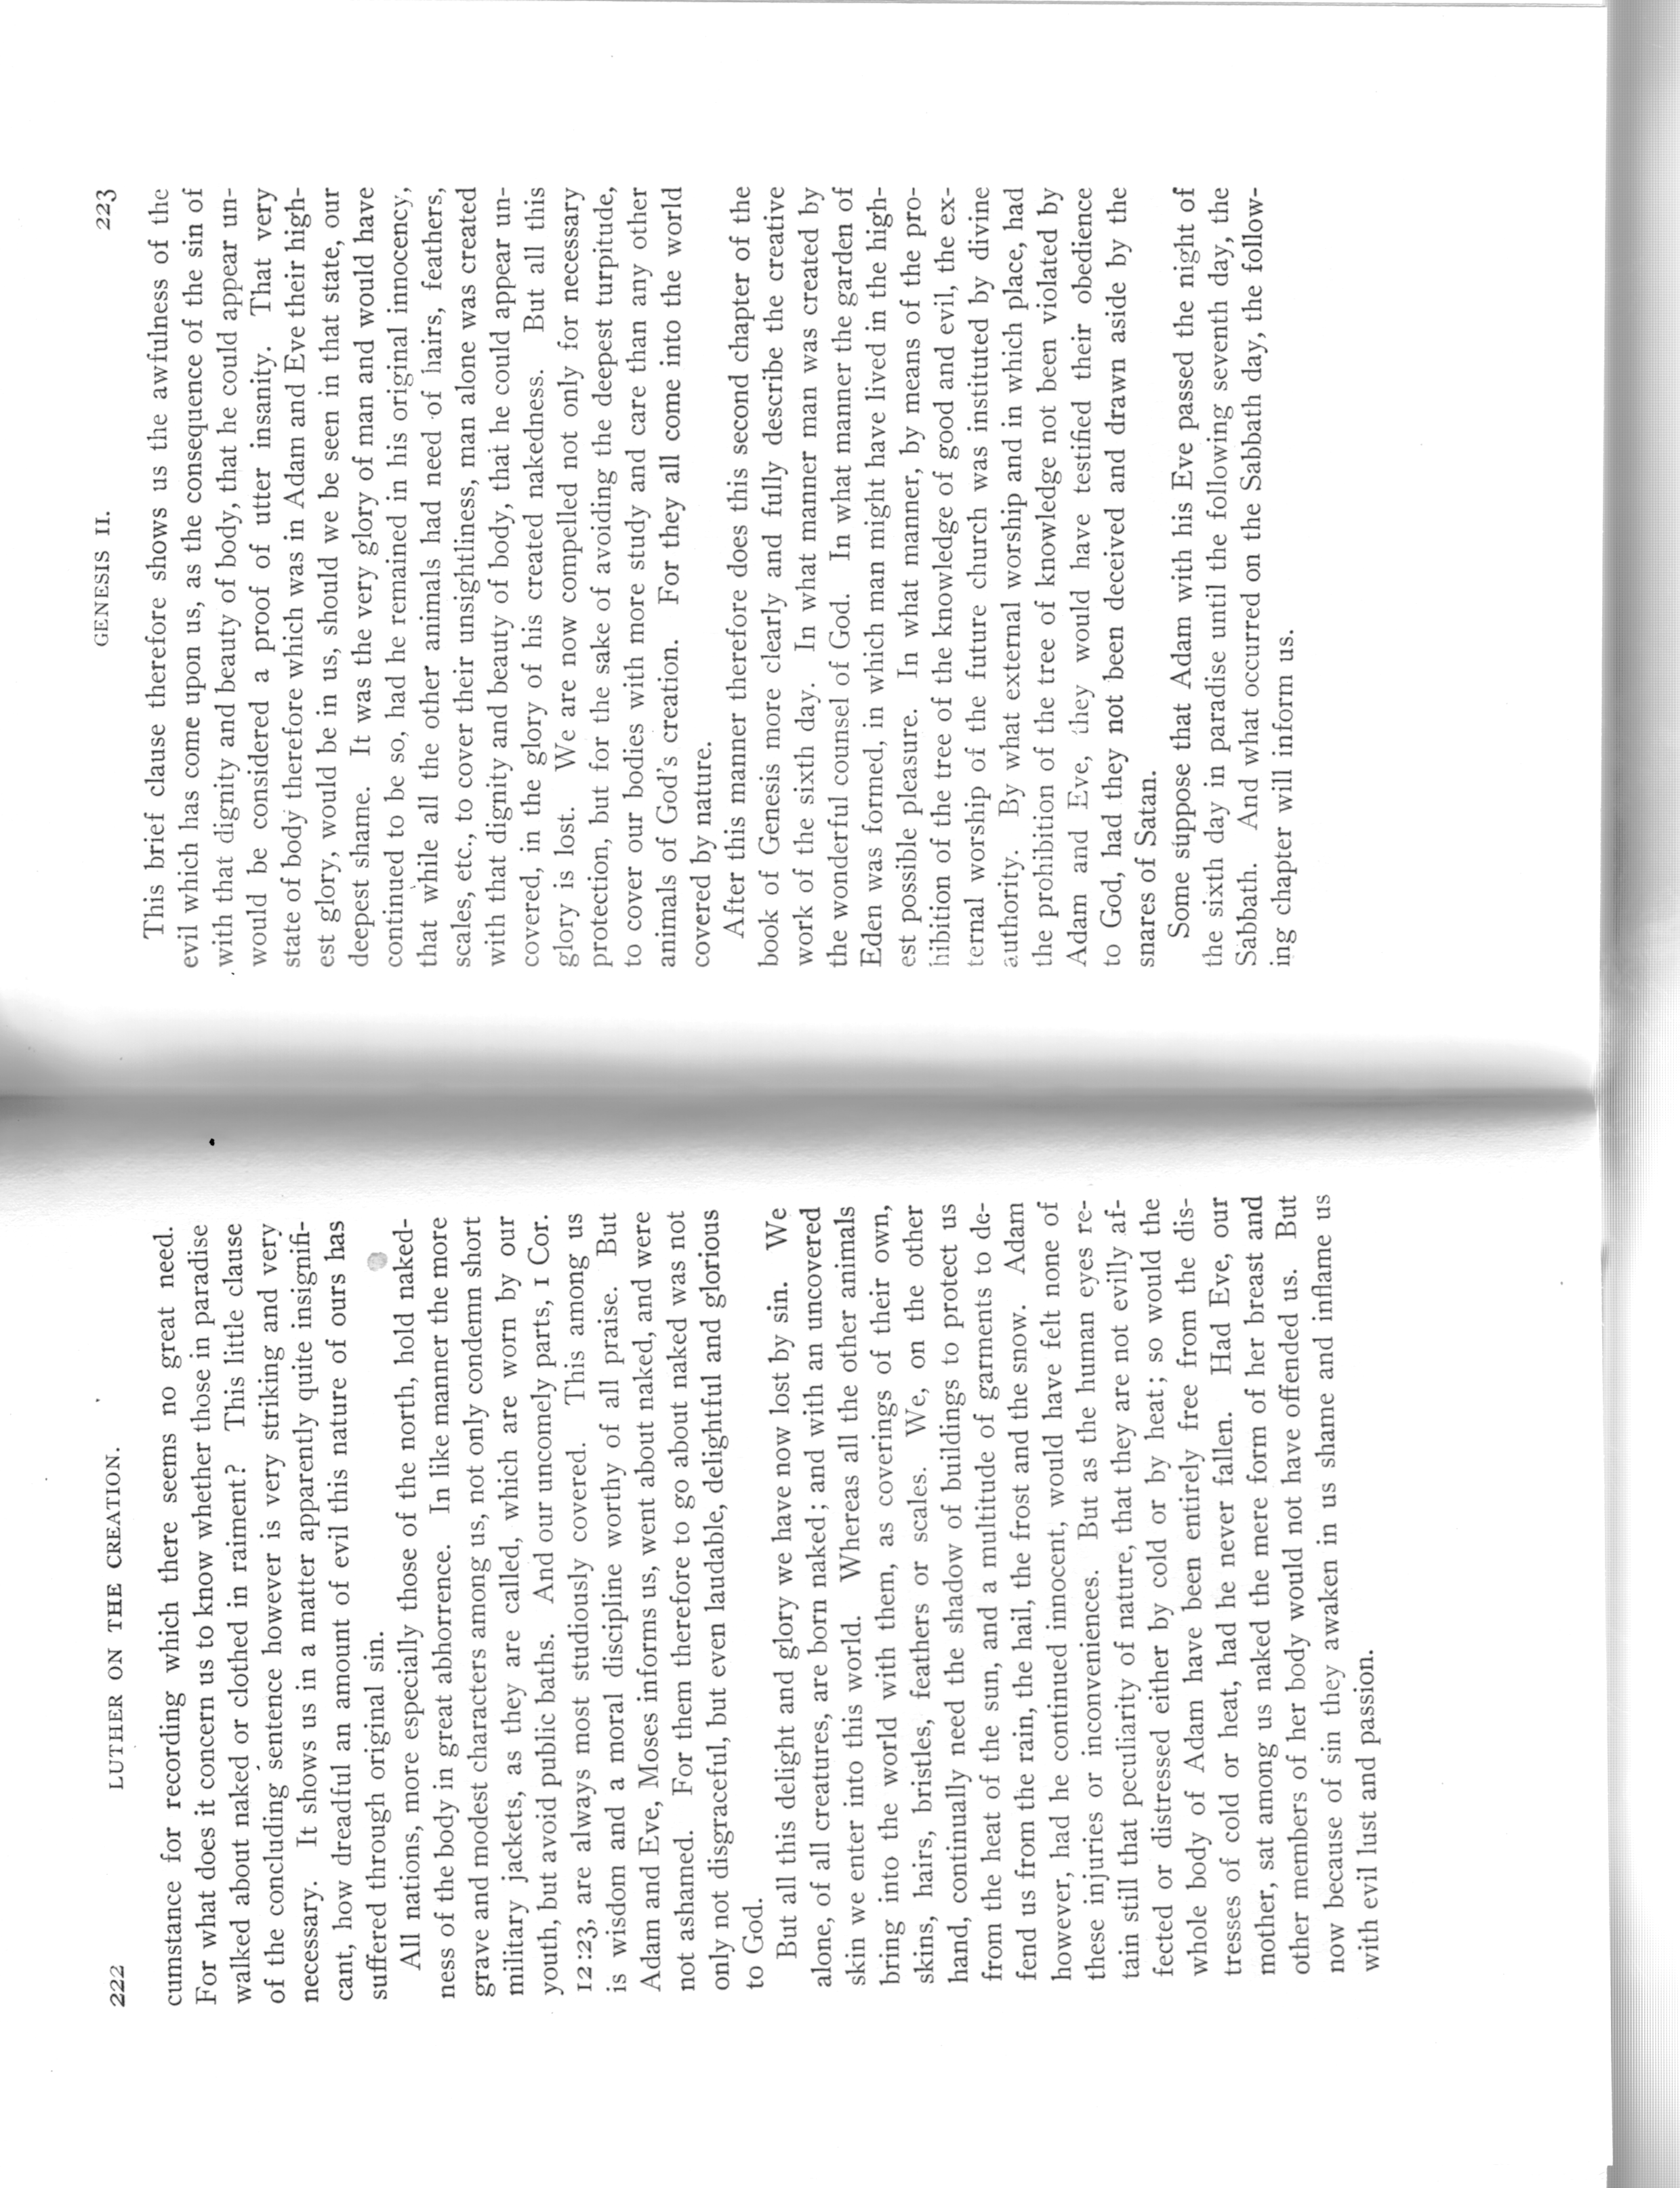 222 LUTHER ON THE CREATION.
cumstance for recording which there seems no great need.
For what does it concern us to know whether those in paradise
walked about naked or clothed in raiment? This little clause
of the concluding sentence however is very striking and very
necessary. It shows us in a matter apparently quite insignifi-
cant, how dreadful an amount of evil this nature of ours has
suffered through original sin.
All nations, more especially those of the north, hold naked-
ness of the body in great abhorrence. In like manner the more
grave and modest characters among us, not only condemn short
military jackets, as they are called, which are worn by our
youth, but avoid public baths. And our uncomely parts, 1 Cor.
12:23, are always most studiously covered. This among us
is wisdom and a moral discipline worthy of all praise. But
Adam and Eve, Moses informs us, went about naked, and were
not ashamed. For them therefore to go about naked was not
only not disgraceful, but even laudable, delightful and glorious
to God.
But all this delight and glory we have now lost by sin. We
alone, of all creatures, are born naked; and with an uncovered
skin we enter into this world. Whereas all the other animals
bring into the world with them, as coverings of their own,
skins, hairs, bristles, feathers or scales. We, on the other
hand, continually need the shadow of buildings to protect us
from the heat of the sun, and a multitude of garments to de-
fend us from the rain, the hail, the frost and the snow. Adam
however, had he continued innocent, would have felt none of
these injuries or inconveniences. But as the human eyes re-
tain still that peculiarity of nature, that they are not evilly af-
fected or distressed either by cold or by heat; so would the
whole body of Adam have been entirely free from the dis-
tresses of cold or heat, had he never fallen. Had Eve, our
mother, sat among us naked the mere form of her breast and
other members of her body would not have offended us. But
now because of sin they awaken in us shame and inflame us
with evil lust and passion.
GENESIS II. 223
This brief clause therefore shows us the awfulness of the
evil which has come upon us, as the consequence of the sin of
with that dignity and beauty of body, that he could appear un-
would be considered a proof of utter insanity. That very
state of body therefore which was in Adam and Eve their high-
est glory, would be in us, should we be seen in that state, our
deepest shame. It was the very glory of man and would have
continued to be so, had he remained in his original innocency,
that while all the other animals had need of hairs, feathers,
scales, etc., to cover their unsightliness, man alone was created
with that dignity and beauty of body, that he could appear un-
covered, in the glory of his created nakedness. But all this
glory is lost. We are now compelled not only for necessary
protection, but for the sake of avoiding the deepest turpitude,
to cover our bodies with more study and care than any other
animals of God's creation. For they all come into the world
covered by nature.
After this manner therefore does this second chapter of the
book of Genesis more clearly and fully describe the creative
work of the sixth day. In what manner man was created by
the wonderful counsel of God. In what manner the garden of
Eden was formed, in which man might have lived in the high-
est possible pleasure. In what manner, by means of the pro-
hibition of the tree of the knowledge of good and evil, the ex-
ternal worship of the future church was instituted by divine
authority. By what external worship and in which place, had
the prohibition of the tree of knowledge not been violated by
Adam and Eve, they would have testified their obedience
to God, had they not been deceived and drawn aside by the
snares of Satan.
Some suppose that Adam with his Eve passed the night of
the sixth day in paradise until the following seventh day, the
Sabbath. And what occurred on the Sabbath day, the follow-
ing chapter will inform us.